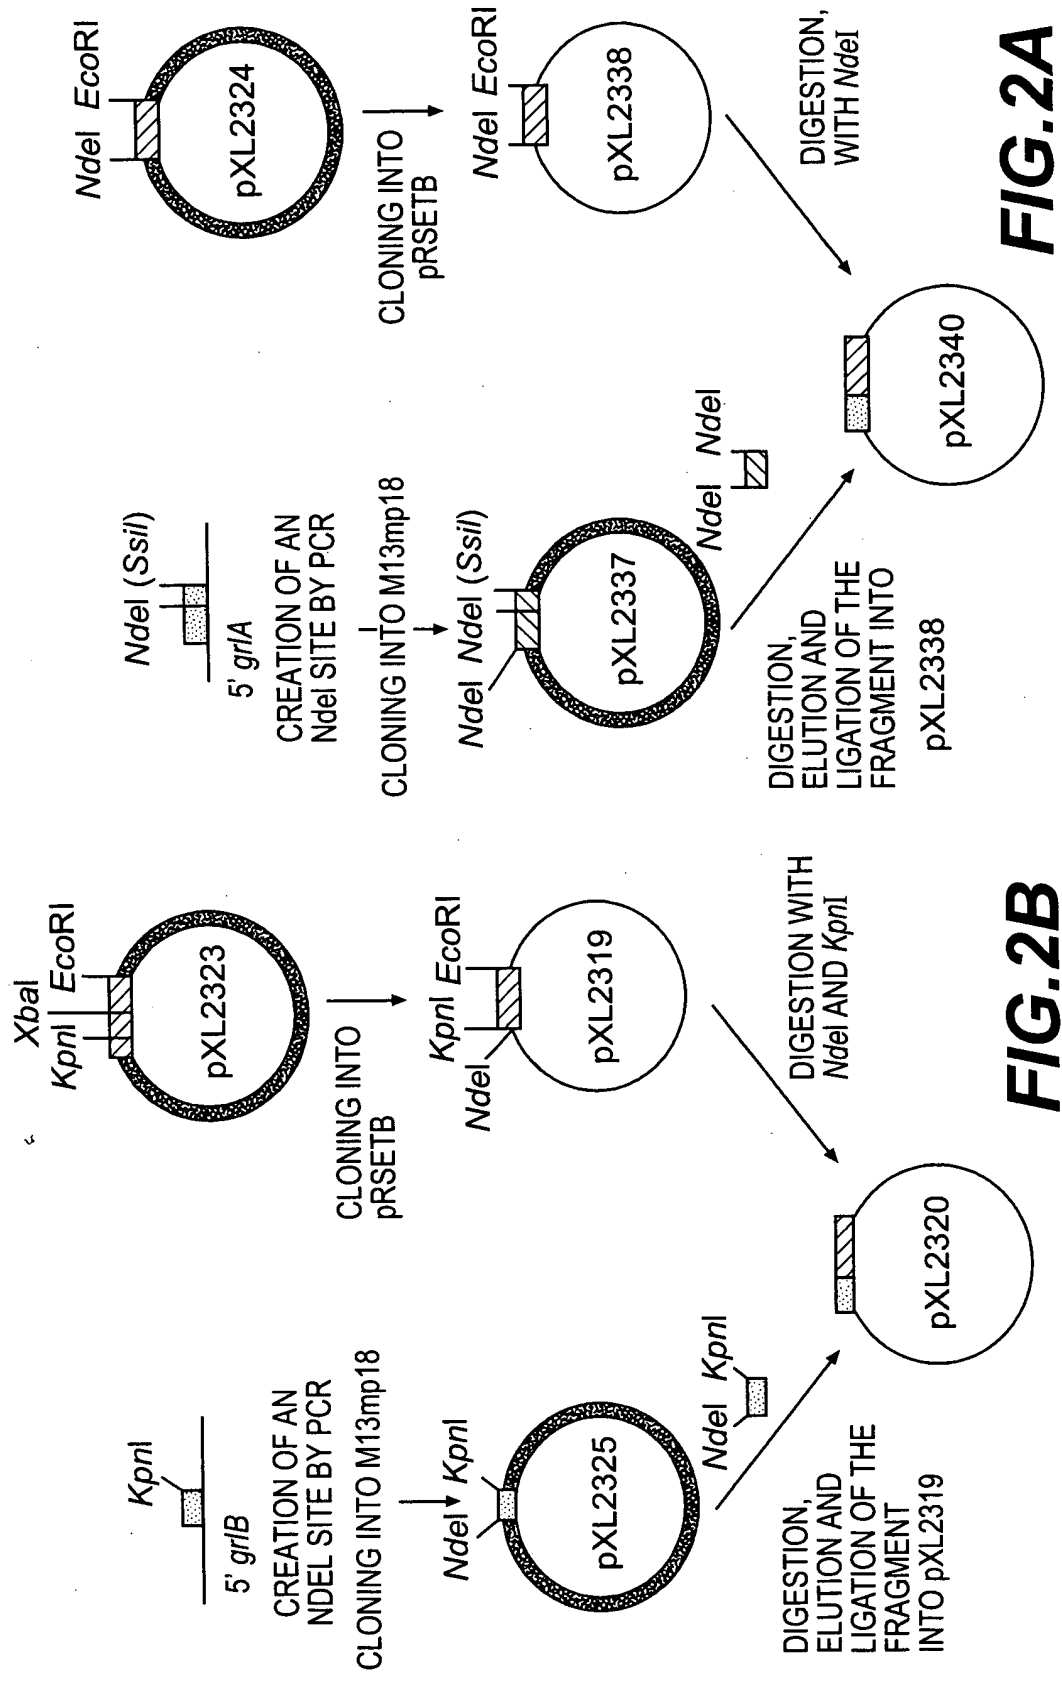 5' grlB
KpnI
CREATION OF AN
NDEL SITE BY PCR
CLONING INTO M13mp18
NdeI KpnI
pXL2325
NdeI KpnI
DIGESTION,
ELUTION AND
LIGATION OF THE
FRAGMENT
INTO pXL2319
XbaI
KpnI EcoRI
pXL2323
CLONING INTO
pRSETB
KpnI EcoRI
NdeI
pXL2319
DIGESTION WITH
NdeI AND KpnI
pXL2320
FIG.2B
NdeI (SsiI)
5' grlA
CREATION OF AN
NdeI SITE BY PCR
CLONING INTO M13mp18
NdeI NdeI (SsiI)
pXL2337
NdeI NdeI
DIGESTION,
ELUTION AND
LIGATION OF THE
FRAGMENT INTO
pXL2338
NdeI EcoRI
pXL2324
CLONING INTO
pRSETB
NdeI EcoRI
pXL2338
DIGESTION,
WITH NdeI
pXL2340
FIG.2A